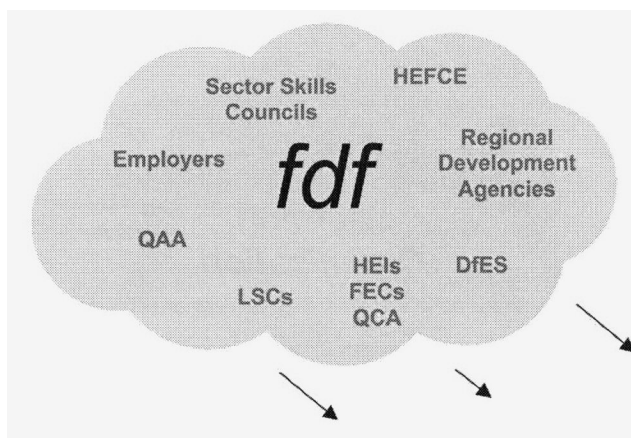 HEFCE
Sector Skills
Councils
Regional
Development
Agencies
Employers
fdf
QAA
HEIs
FECs
QCA
DfES
LSCs